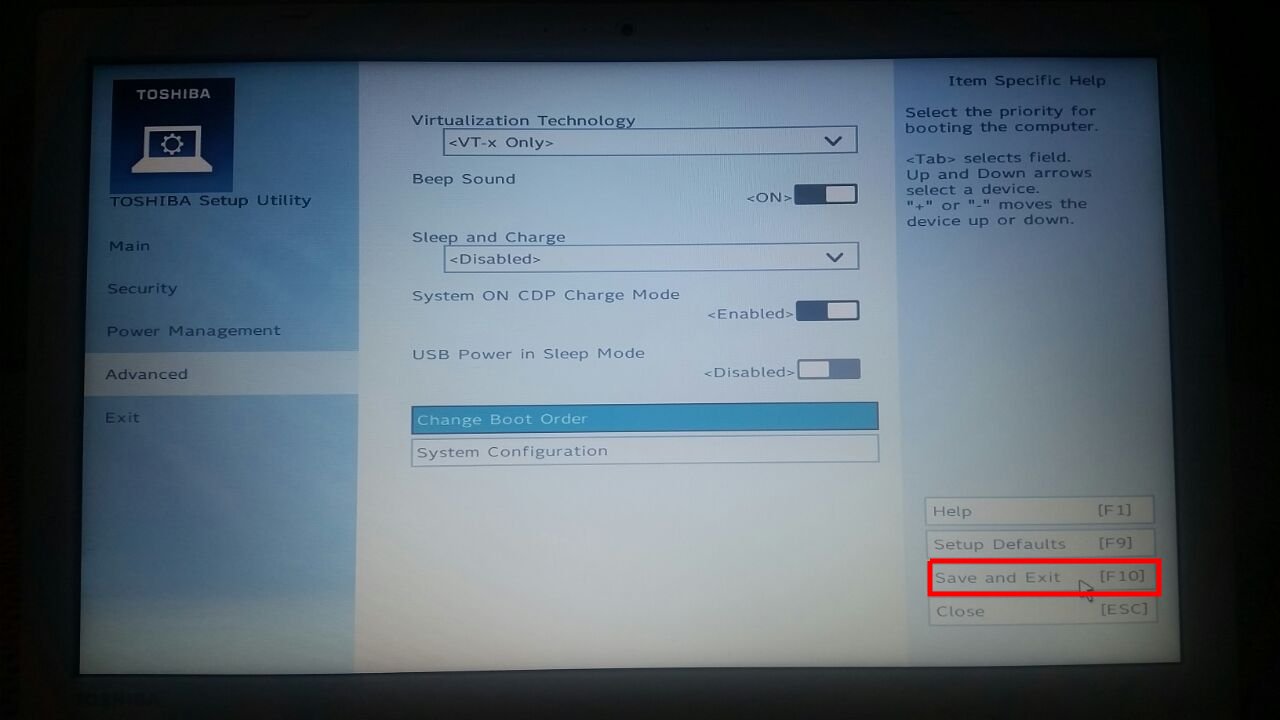 TOSHIBA
TOSHIBA Setup Utility
Main
Security
Power Management
Advanced
Exit
Virtualization Technology
<VT-x Only>
Beep Sound
<ON>
Sleep and Charge
<Disabled>
System ON CDP Charge Mode
<Enabled>
USB Power in Sleep Mode
<Disabled>
Change Boot Order
System Configuration
Item Specific Help
Select the priority for
booting the computer.
<Tab> selects field.
Up and Down arrows
select a device.
"+" or "-" moves the
device up or down.
Help [F1]
Setup Defaults [F9]
Save and Exit [F10]
Close [ESC]
TOSHIBA